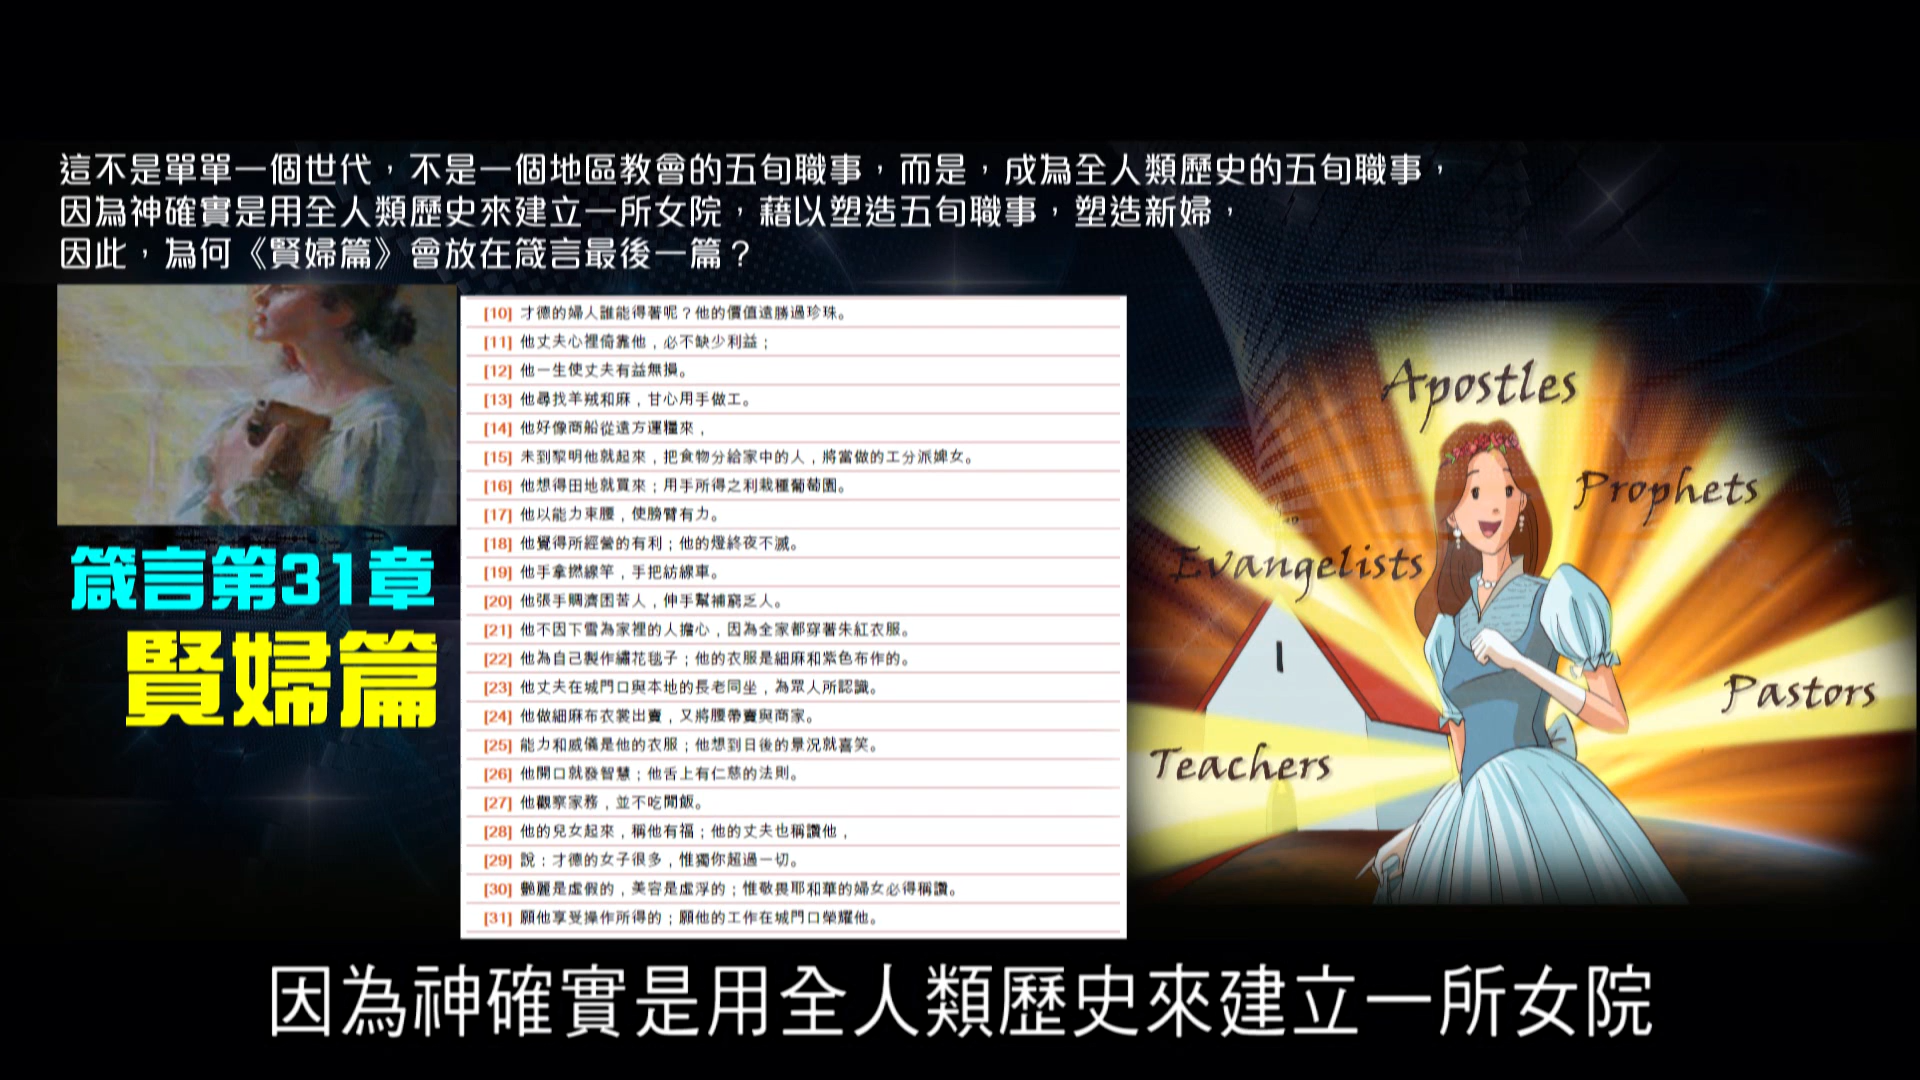 這不是單單一個世代，不是一個地區教會的五旬職事，而是，成為全人類歷史的五旬職事，
因為神確實是用全人類歷史來建立一所女院，藉以塑造五旬職事，塑造新婦，
因此，為何《賢婦篇》會放在箴言最後一篇？
箴言第31章
賢婦篇
[10] 才德的婦人誰能得著呢？他的價值遠勝過珍珠。
[11] 他丈夫心裡倚靠他，必不缺少利益；
[12] 他一生使丈夫有益無損。
[13] 他尋找羊羢和麻，甘心用手做工。
[14] 他好像商船從遠方運糧來，
[15] 未到黎明他就起來，把食物分給家中的人，將當做的工分派婢女。
[16] 他想得田地就買來；用手所得之利栽種葡萄園。
[17] 他以能力束腰，使膀臂有力。
[18] 他覺得所經營的有利；他的燈終夜不滅。
[19] 他手拿撚線竿，手把紡線車。
[20] 他張手賙濟困苦人，伸手幫補窮乏人。
[21] 他不因下雪為家裡的人擔心，因為全家都穿著朱紅衣服。
[22] 他為自己製作繡花毯子；他的衣服是細麻和紫色布作的。
[23] 他丈夫在城門口與本地的長老同坐，為眾人所認識。
[24] 他做細麻布衣裳出賣，又將腰帶賣與商家。
[25] 能力和威儀是他的衣服；他想到日後的景況就喜笑。
[26] 他開口就發智慧；他舌上有仁慈的法則。
[27] 他觀察家務，並不吃閒飯。
[28] 他的兒女起來，稱他有福；他的丈夫也稱讚他，
[29] 說：才德的女子很多，惟獨你超過一切。
[30] 艷麗是虛假的，美容是虛浮的；惟敬畏耶和華的婦女必得稱讚。
[31] 願他享受操作所得的；願他的工作在城門口榮耀他。
Apostles
Prophets
Evangelists
Pastors
Teachers
因為神確實是用全人類歷史來建立一所女院